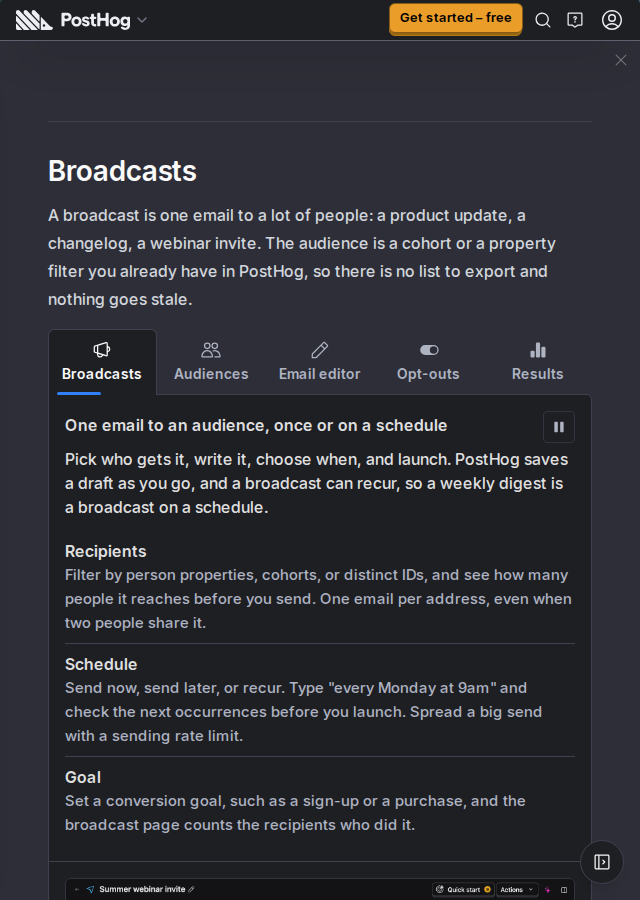 PostHog
Get started – free
Broadcasts
A broadcast is one email to a lot of people: a product update, a
changelog, a webinar invite. The audience is a cohort or a property
filter you already have in PostHog, so there is no list to export and
nothing goes stale.
Broadcasts
Audiences
Email editor
Opt-outs
Results
One email to an audience, once or on a schedule
Pick who gets it, write it, choose when, and launch. PostHog saves
a draft as you go, and a broadcast can recur, so a weekly digest is
a broadcast on a schedule.
Recipients
Filter by person properties, cohorts, or distinct IDs, and see how many
people it reaches before you send. One email per address, even when
two people share it.
Schedule
Send now, send later, or recur. Type "every Monday at 9am" and
check the next occurrences before you launch. Spread a big send
with a sending rate limit.
Goal
Set a conversion goal, such as a sign-up or a purchase, and the
broadcast page counts the recipients who did it.
Summer webinar invite
Quick start
Actions